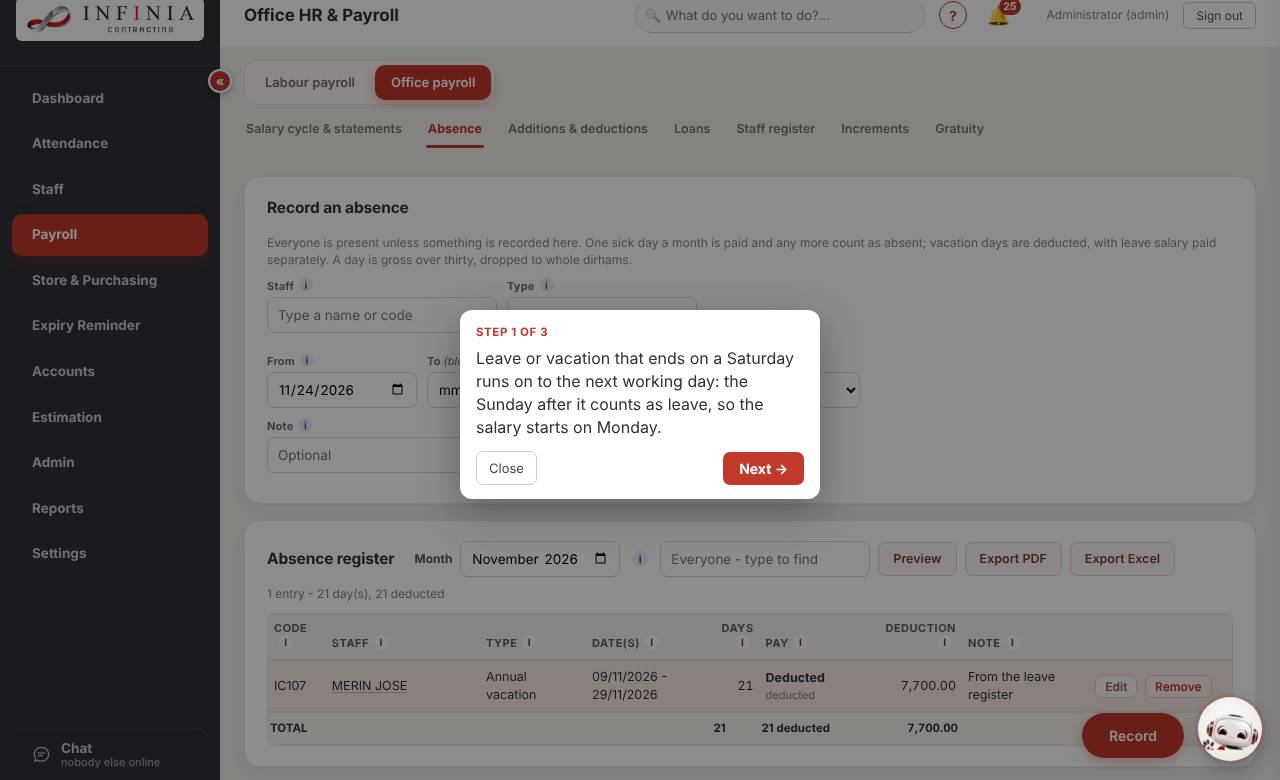 INFINIA
CONTRACTING
Office HR & Payroll
What do you want to do?...
?
25
Administrator (admin)
Sign out
«
Dashboard
Attendance
Staff
Payroll
Store & Purchasing
Expiry Reminder
Accounts
Estimation
Admin
Reports
Settings
Chat
nobody else online
Labour payroll
Office payroll
Salary cycle & statements
Absence
Additions & deductions
Loans
Staff register
Increments
Gratuity
Record an absence
Everyone is present unless something is recorded here. One sick day a month is paid and any more count as absent; vacation days are deducted, with leave salary paid
separately. A day is gross over thirty, dropped to whole dirhams.
Staff i
Type i
Type a name or code
From i
To
11/24/2026
Note i
Optional
STEP 1 OF 3
Leave or vacation that ends on a Saturday
runs on to the next working day: the
Sunday after it counts as leave, so the
salary starts on Monday.
Close
Next →
Absence register
Month
November 2026
i
Everyone - type to find
Preview
Export PDF
Export Excel
1 entry - 21 day(s), 21 deducted
CODE I
STAFF I
TYPE I
DATE(S) I
DAYS I
PAY I
DEDUCTION I
NOTE I
IC107
MERIN JOSE
Annual
vacation
09/11/2026 -
29/11/2026
21
Deducted
deducted
7,700.00
From the leave
register
Edit
Remove
TOTAL
21
21 deducted
7,700.00
Record